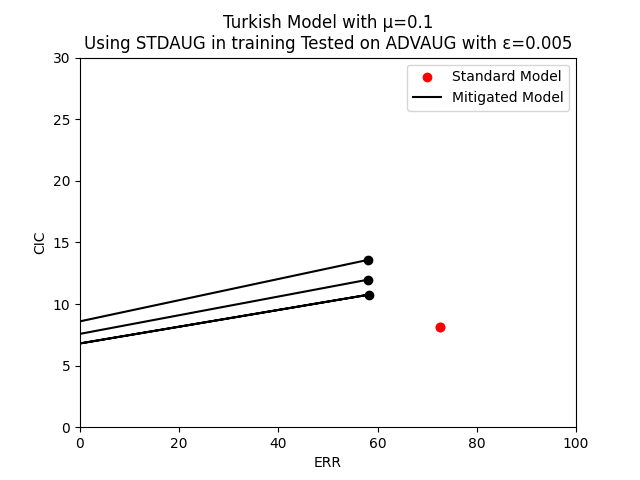 Turkish Model with μ=0.1
Using STDAUG in training Tested on ADVAUG with ε=0.005
Standard Model
Mitigated Model
30
25
20
15
10
5
0
CIC
0 20 40 60 80 100
ERR